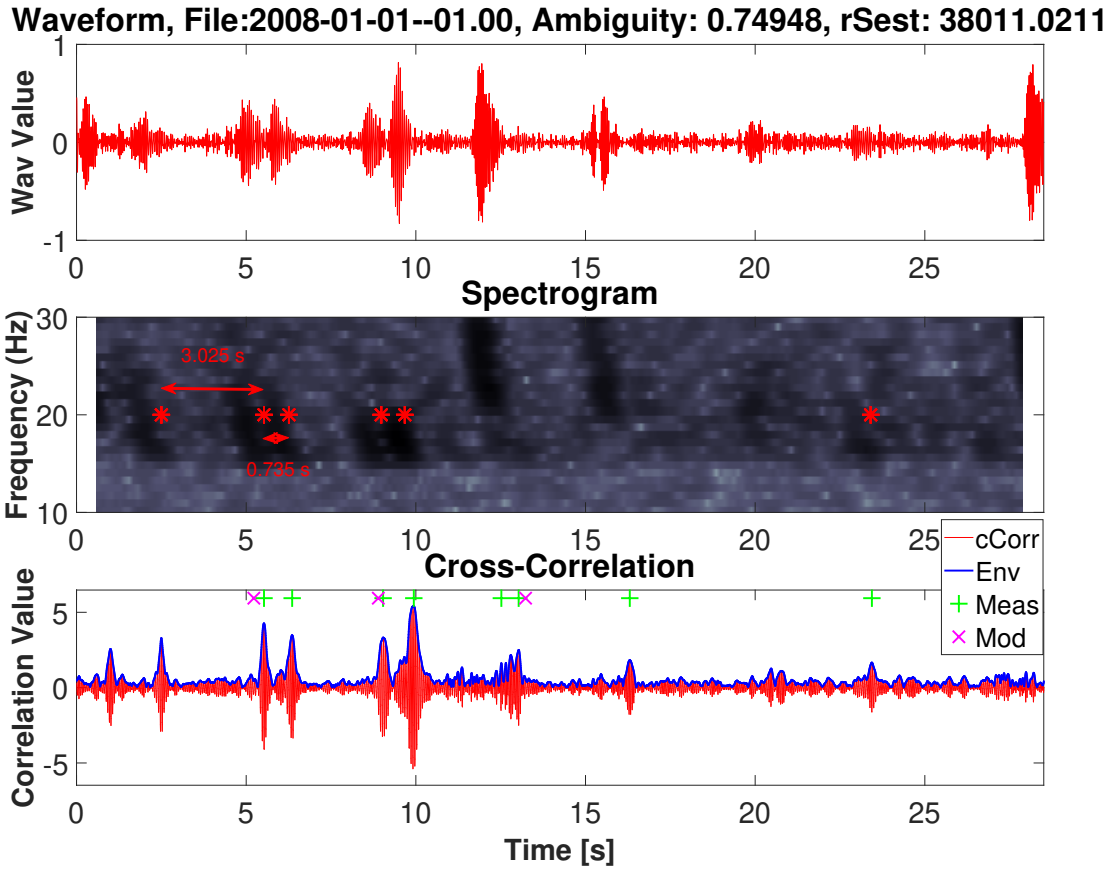 Waveform, File:2008-01-01--01.00, Ambiguity: 0.74948, rSest: 38011.0211
1
0
-1
Wav Value
0 5 10 15 20 25
Spectrogram
30
20
10
Frequency (Hz)
3.025 s
0.735 s
0 5 10 15 20 25
Cross-Correlation
cCorr
Env
Meas
Mod
5
0
-5
Correlation Value
0 5 10 15 20 25
Time [s]